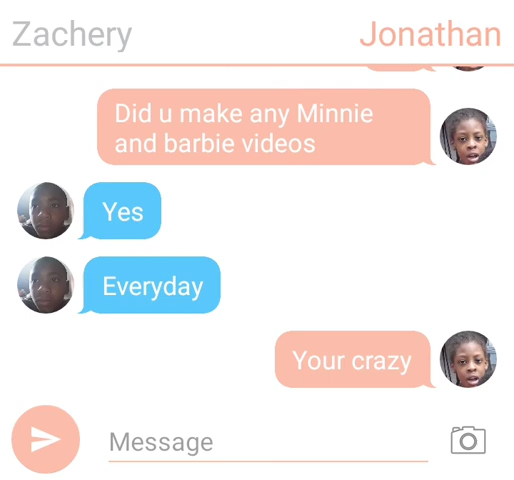 Zachery Jonathan
Did u make any Minnie
and barbie videos
Yes
Everyday
Your crazy
Message